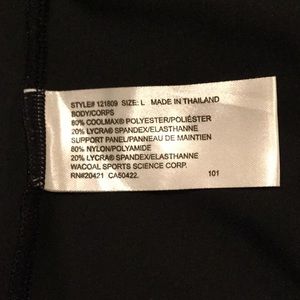 STYLE# 121809 SIZE: L MADE IN THAILAND
BODY/CORPS
80% COOLMAX® POLYESTER/POLIÉSTER
20% LYCRA® SPANDEX/ELASTHANNE
SUPPORT PANEL/PANNEAU DE MAINTIEN
80% NYLON/POLYAMIDE
20% LYCRA® SPANDEX/ELASTHANNE
WACOAL SPORTS SCIENCE CORP.
RN#20421 CA50422. 101